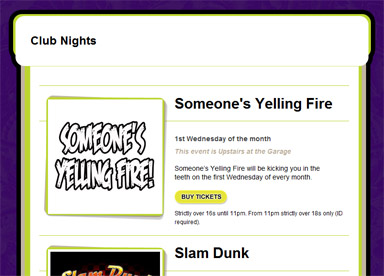 Club Nights
SOMEONE'S
YELLING FIRE!
Someone's Yelling Fire
1st Wednesday of the month
This event is Upstairs at the Garage
Someone's Yelling Fire will be kicking you in the
teeth on the first Wednesday of every month.
BUY TICKETS
Strictly over 16s until 11pm. From 11pm strictly over 18s only (ID
required).
Slam Dunk
Slam Dunk